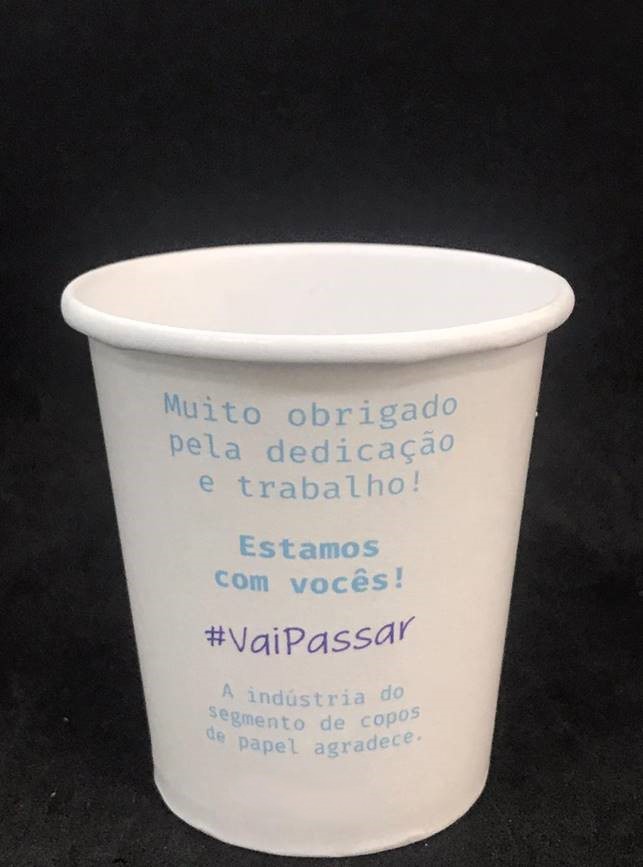 Muito obrigado
pela dedicação
e trabalho!
Estamos
com vocês!
#VaiPassar
A indústria do
segmento de copos
de papel agradece.